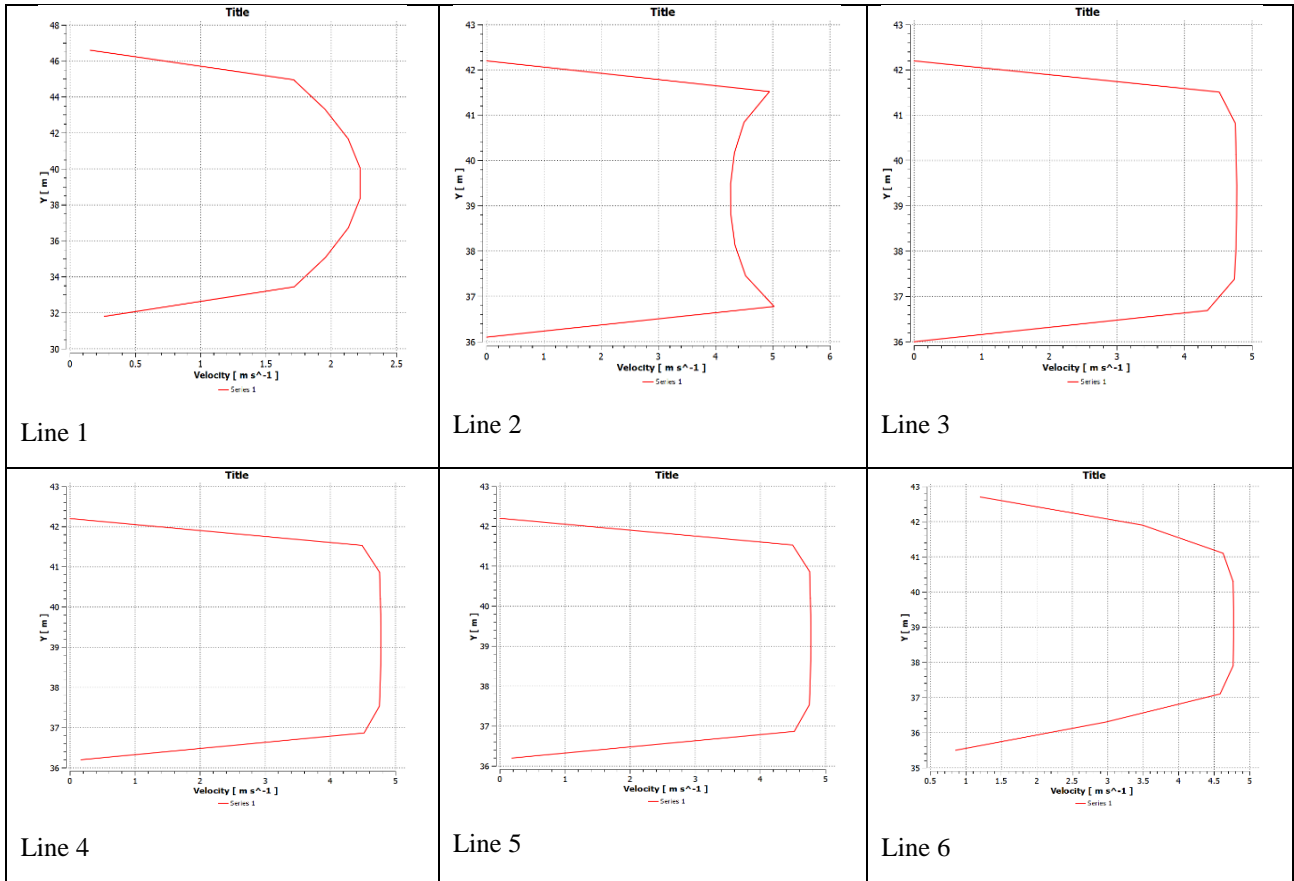 Title
48
46
44
42
40
38
36
34
32
30
Y [ m ]
0 0.5 1 1.5 2 2.5
Velocity [ m s^-1 ]
Series 1
Line 1
Title
43
42
41
40
39
38
37
36
Y [ m ]
0 1 2 3 4 5 6
Velocity [ m s^-1 ]
Series 1
Line 2
Title
43
42
41
40
39
38
37
36
Y [ m ]
0 1 2 3 4 5
Velocity [ m s^-1 ]
Series 1
Line 3
Title
43
42
41
40
39
38
37
36
Y [ m ]
0 1 2 3 4 5
Velocity [ m s^-1 ]
Series 1
Line 4
Title
43
42
41
40
39
38
37
36
Y [ m ]
0 1 2 3 4 5
Velocity [ m s^-1 ]
Series 1
Line 5
Title
43
42
41
40
39
38
37
36
35
Y [ m ]
0.5 1 1.5 2 2.5 3 3.5 4 4.5 5
Velocity [ m s^-1 ]
Series 1
Line 6